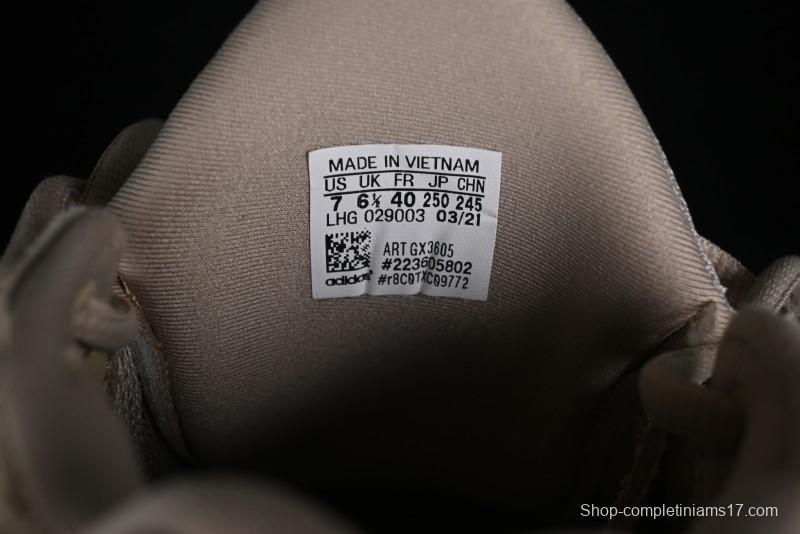 MADE IN VIETNAM
US UK FR JP CHN
7 6½ 40 250 245
LHG 029003 03/21
ART GX3605
#223605802
adidas #r8C0TXC09772
Shop-completiniams17.com